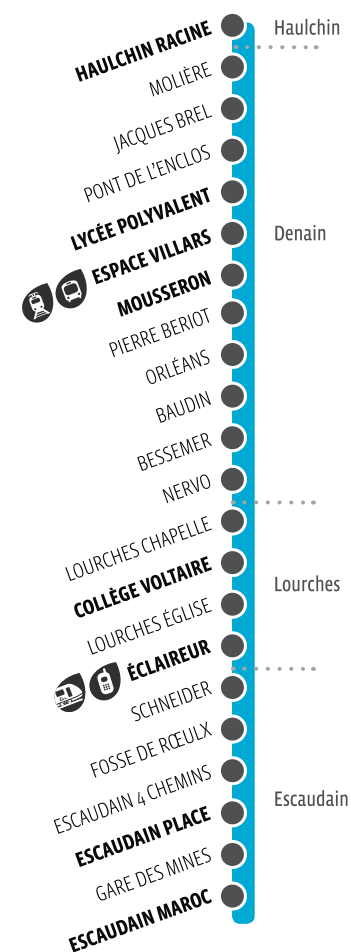 HAULCHIN RACINE
Haulchin
MOLIÈRE
JACQUES BREL
PONT DE L'ENCLOS
LYCÉE POLYVALENT
ESPACE VILLARS
Denain
MOUSSERON
PIERRE BERIOT
ORLÉANS
BAUDIN
BESSEMER
NERVO
LOURCHES CHAPELLE
COLLÈGE VOLTAIRE
Lourches
LOURCHES ÉGLISE
ÉCLAIREUR
SCHNEIDER
FOSSE DE RŒULX
ESCAUDAIN 4 CHEMINS
Escaudain
ESCAUDAIN PLACE
GARE DES MINES
ESCAUDAIN MAROC